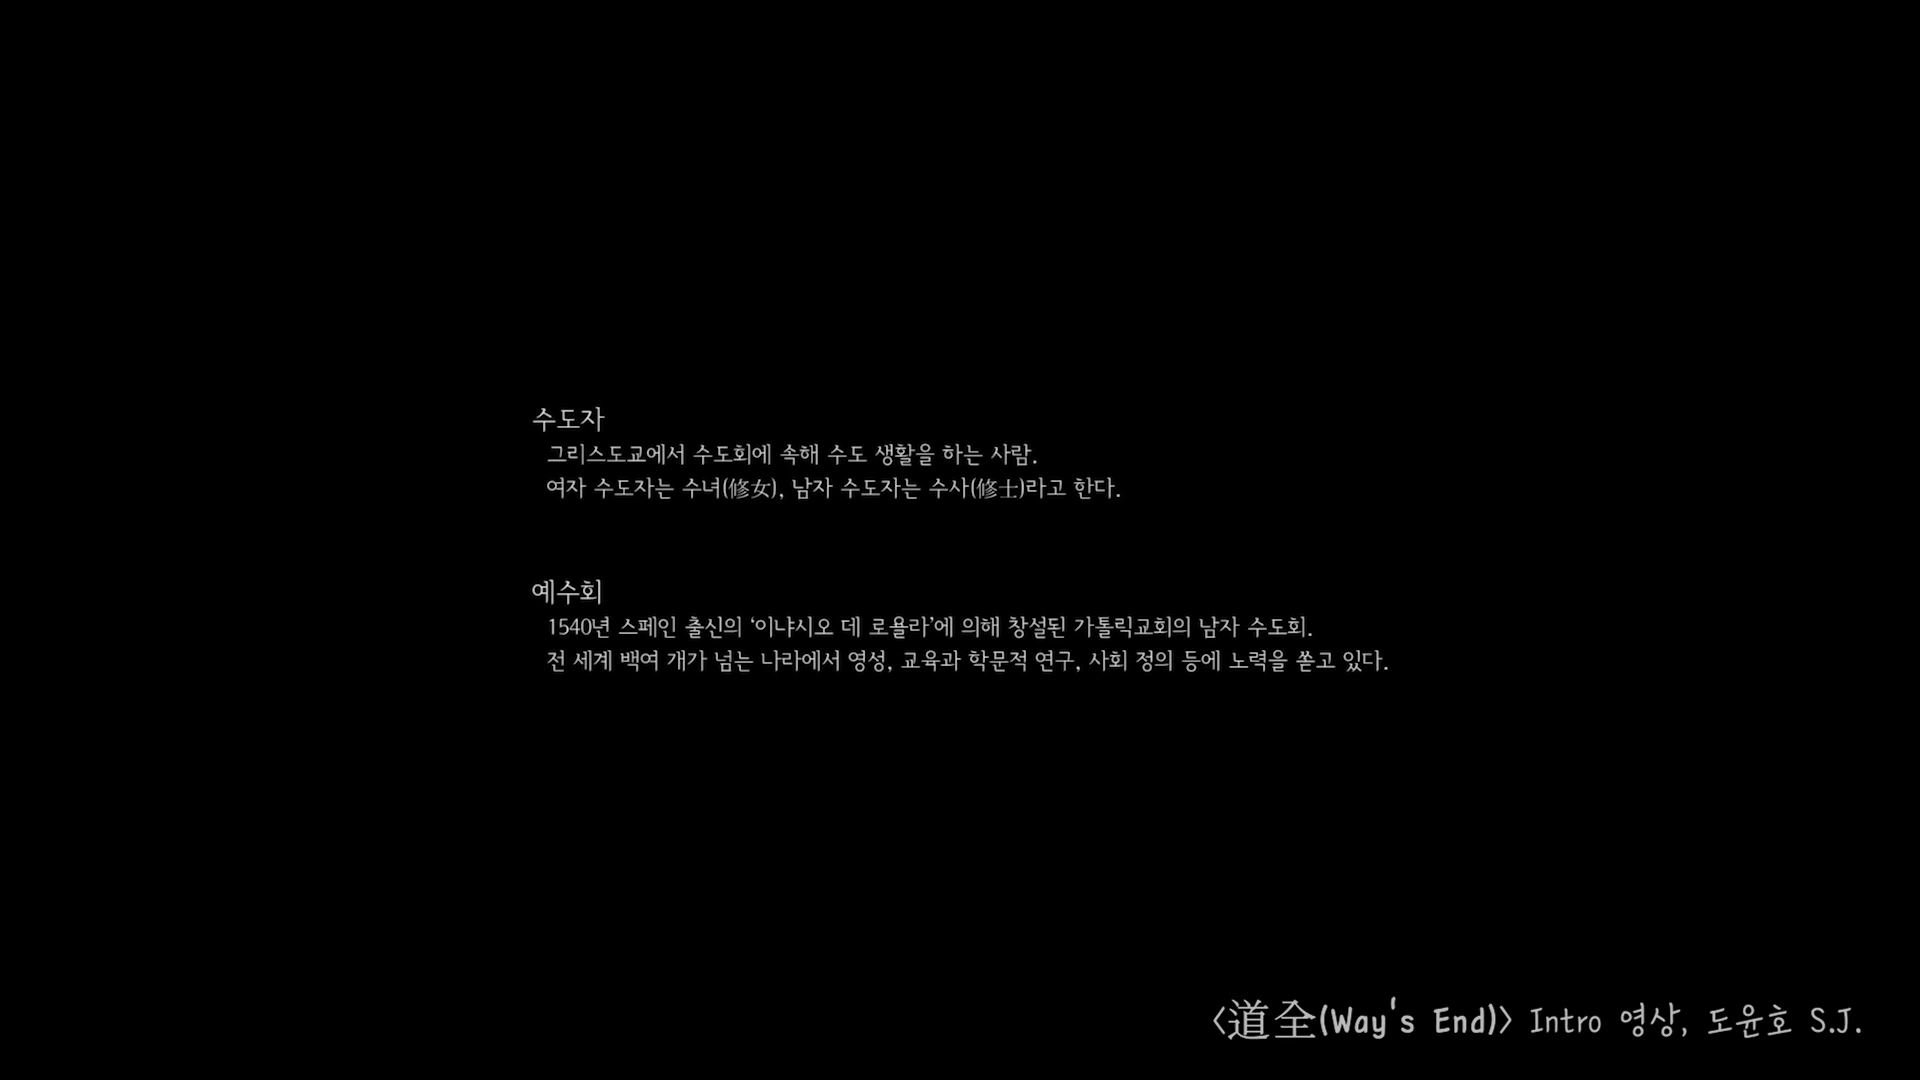 수도자
그리스도교에서 수도회에 속해 수도 생활을 하는 사람.
여자 수도자는 수녀(修女), 남자 수도자는 수사(修士)라고 한다.
예수회
1540년 스페인 출신의 ‘이냐시오 데 로욜라’에 의해 창설된 가톨릭교회의 남자 수도회.
전 세계 백여 개가 넘는 나라에서 영성, 교육과 학문적 연구, 사회 정의 등에 노력을 쏟고 있다.
〈道全(Way's End)〉 Intro 영상, 도윤호 S.J.